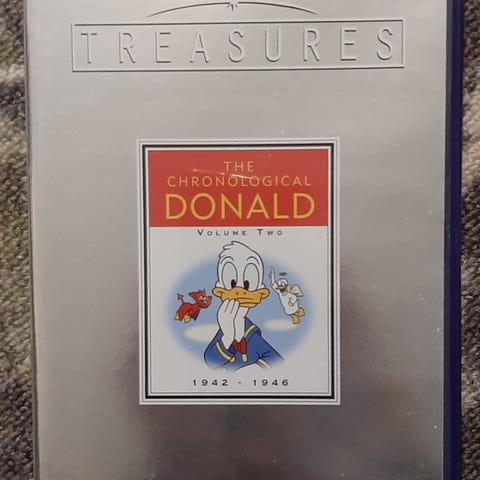 TREASURES
THE
CHRONOLOGICAL
DONALD
VOLUME TWO
1942 - 1946